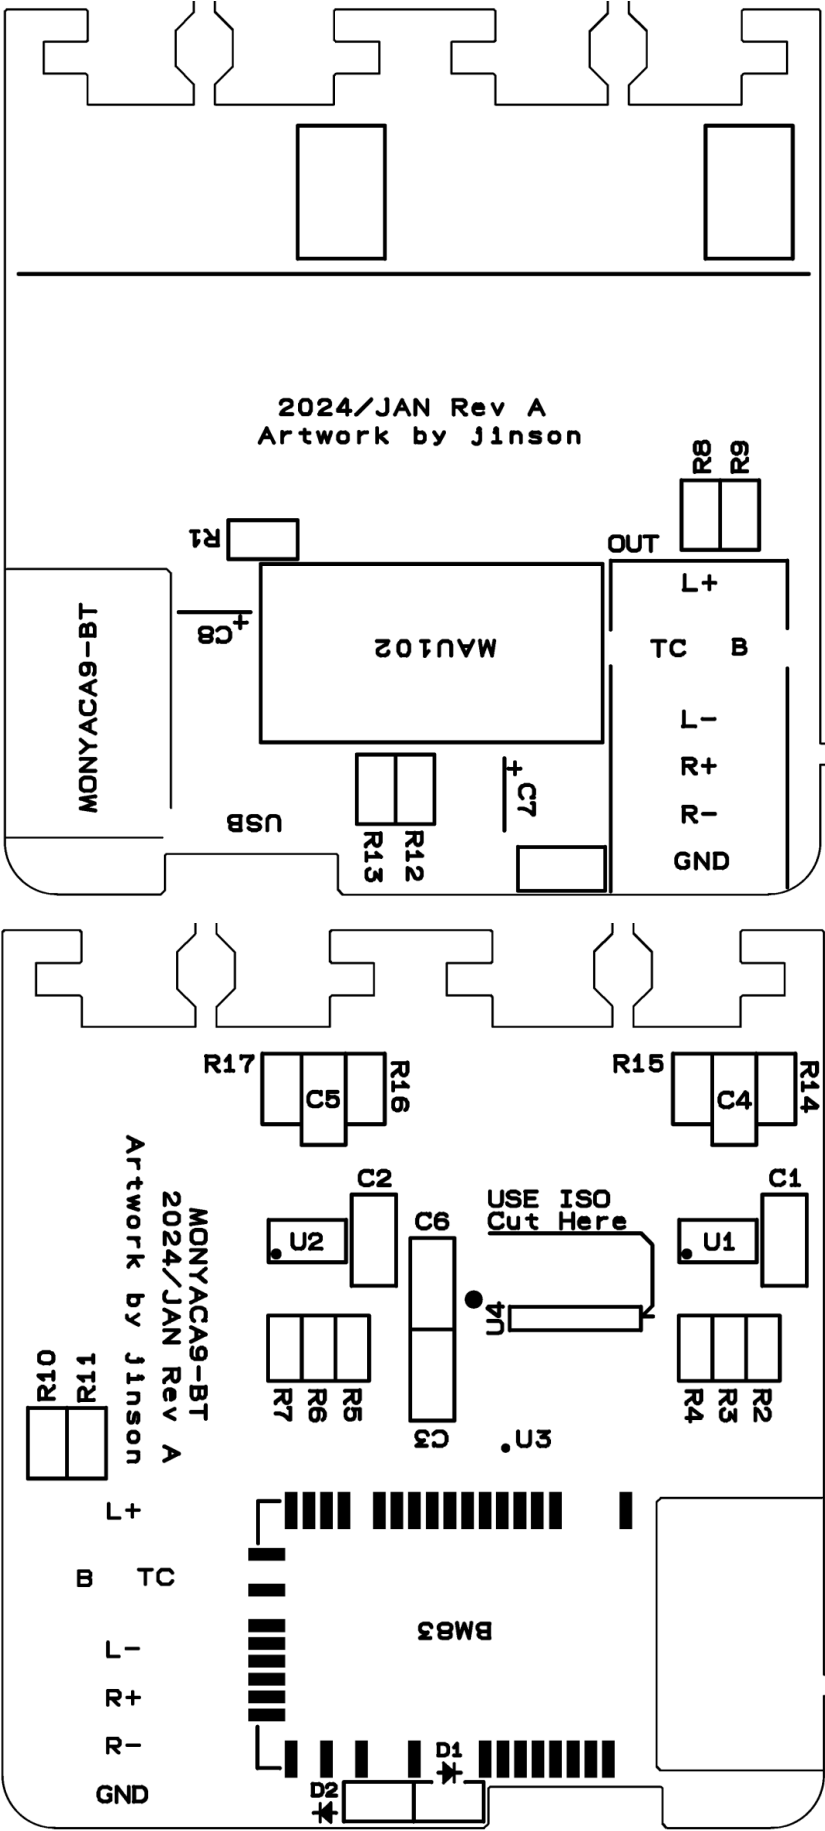 2024/JAN Rev A
Artwork by jinson
R8
R9
R1
OUT
L+
C8
+
MAU102
TC
B
MONYACA9-BT
L-
R+
+
C7
R-
USB
R13
R12
GND
R17
C5
R16
R15
C4
R14
Artwork by jinson
2024/JAN Rev A
MONYACA9-BT
C2
C1
USE ISO
Cut Here
C6
U2
U1
U4
R10
R11
R7
R6
R5
R4
R3
R2
C3
U3
L+
B
TC
BM83
L-
R+
R-
D1
D2
GND